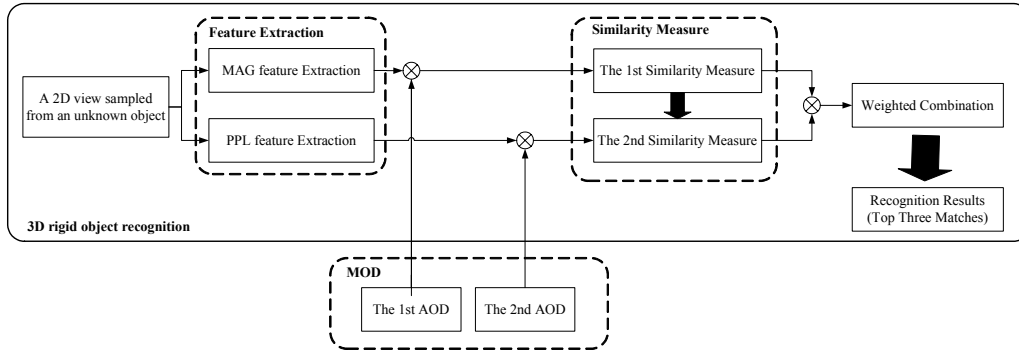 Feature Extraction
MAG feature Extraction
A 2D view sampled
from an unknown object
PPL feature Extraction
Similarity Measure
The 1st Similarity Measure
The 2nd Similarity Measure
Weighted Combination
Recognition Results
(Top Three Matches)
3D rigid object recognition
MOD
The 1st AOD
The 2nd AOD